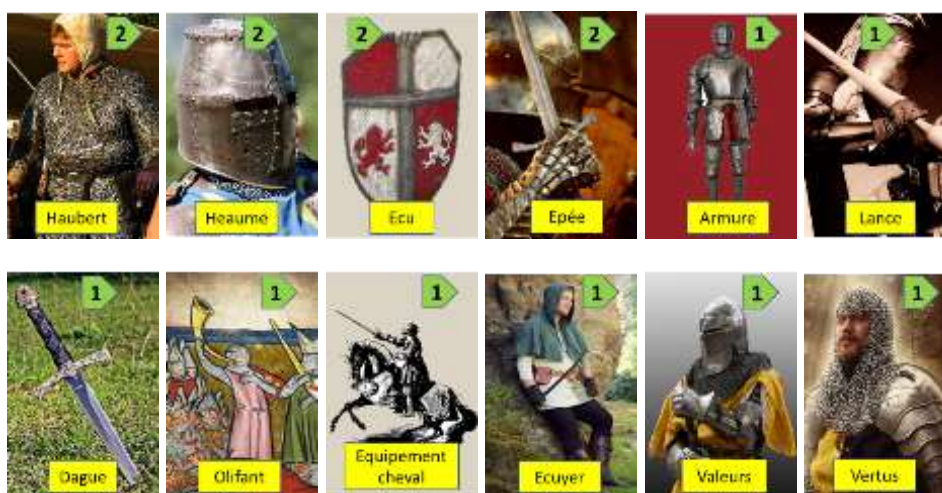 2
2
2
2
1
1
Haubert
Heaume
Ecu
Epée
Armure
Lance
1
1
1
1
1
1
Dague
Olifant
Equipement
cheval
Ecuyer
Valeurs
Vertus